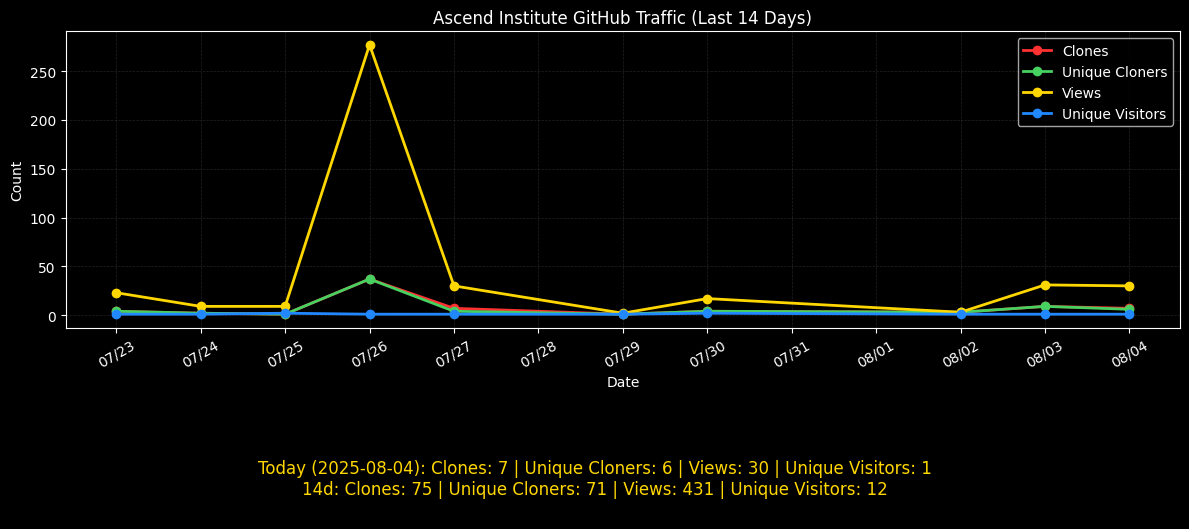 Ascend Institute GitHub Traffic (Last 14 Days)
Clones
Unique Cloners
Views
Unique Visitors
Count
250
200
150
100
50
0
07/23 07/24 07/25 07/26 07/27 07/28 07/29 07/30 07/31 08/01 08/02 08/03 08/04
Date
Today (2025-08-04): Clones: 7 | Unique Cloners: 6 | Views: 30 | Unique Visitors: 1
14d: Clones: 75 | Unique Cloners: 71 | Views: 431 | Unique Visitors: 12